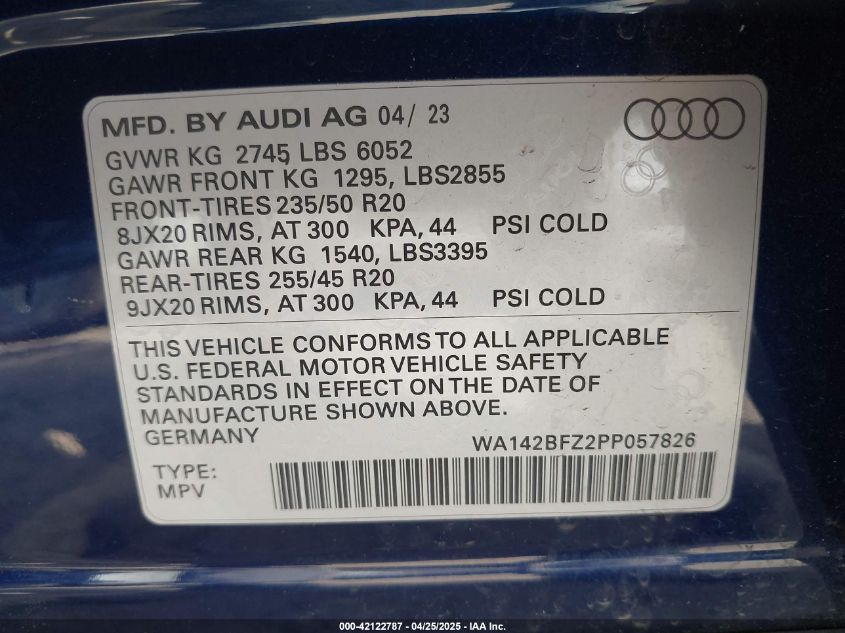 MFD. BY AUDI AG 04/ 23
GVWR KG 2745 LBS 6052
GAWR FRONT KG 1295, LBS2855
FRONT-TIRES 235/50 R20
8JX20 RIMS, AT 300 KPA, 44 PSI COLD
GAWR REAR KG 1540, LBS3395
REAR-TIRES 255/45 R20
9JX20 RIMS, AT 300 KPA, 44 PSI COLD
THIS VEHICLE CONFORMS TO ALL APPLICABLE
U.S. FEDERAL MOTOR VEHICLE SAFETY
STANDARDS IN EFFECT ON THE DATE OF
MANUFACTURE SHOWN ABOVE.
GERMANY
WA142BFZ2PP057826
TYPE:
MPV
000-42122787 - 04/25/2025 - IAA Inc.